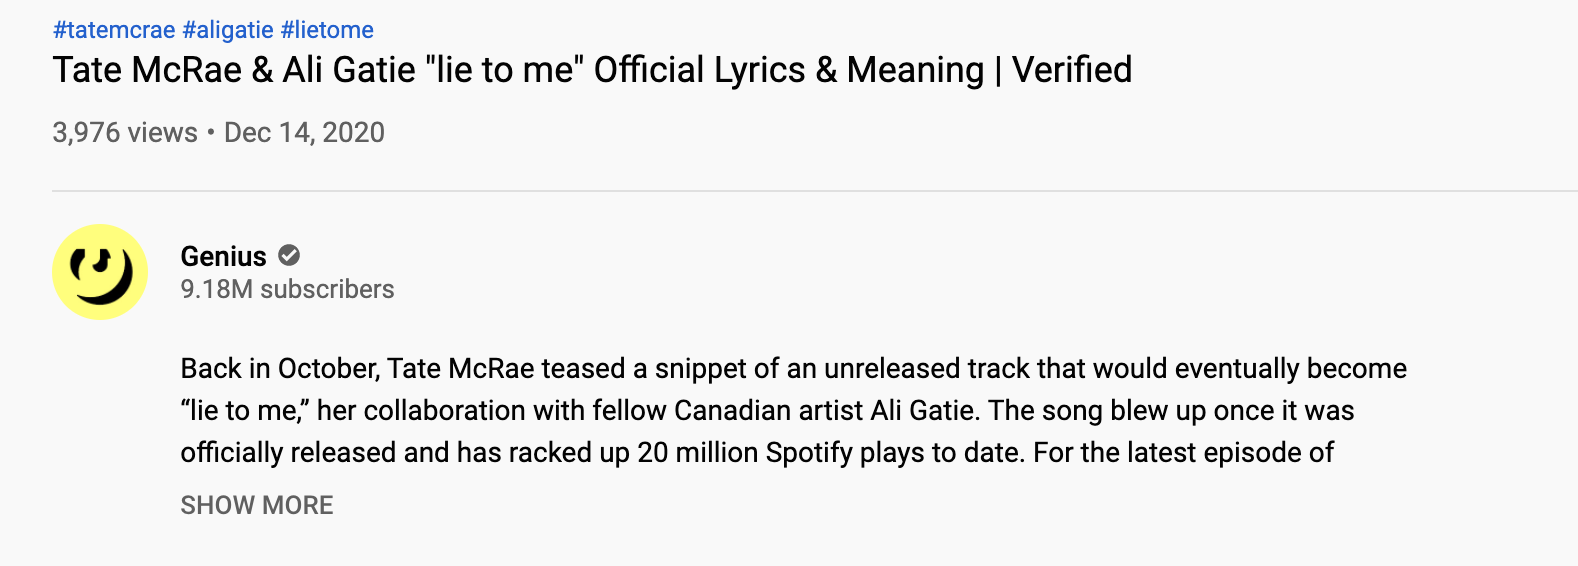 #tatemcrae #aligatie #lietome
Tate McRae & Ali Gatie "lie to me" Official Lyrics & Meaning | Verified
3,976 views • Dec 14, 2020
Genius
9.18M subscribers
Back in October, Tate McRae teased a snippet of an unreleased track that would eventually become
“lie to me,” her collaboration with fellow Canadian artist Ali Gatie. The song blew up once it was
officially released and has racked up 20 million Spotify plays to date. For the latest episode of
SHOW MORE